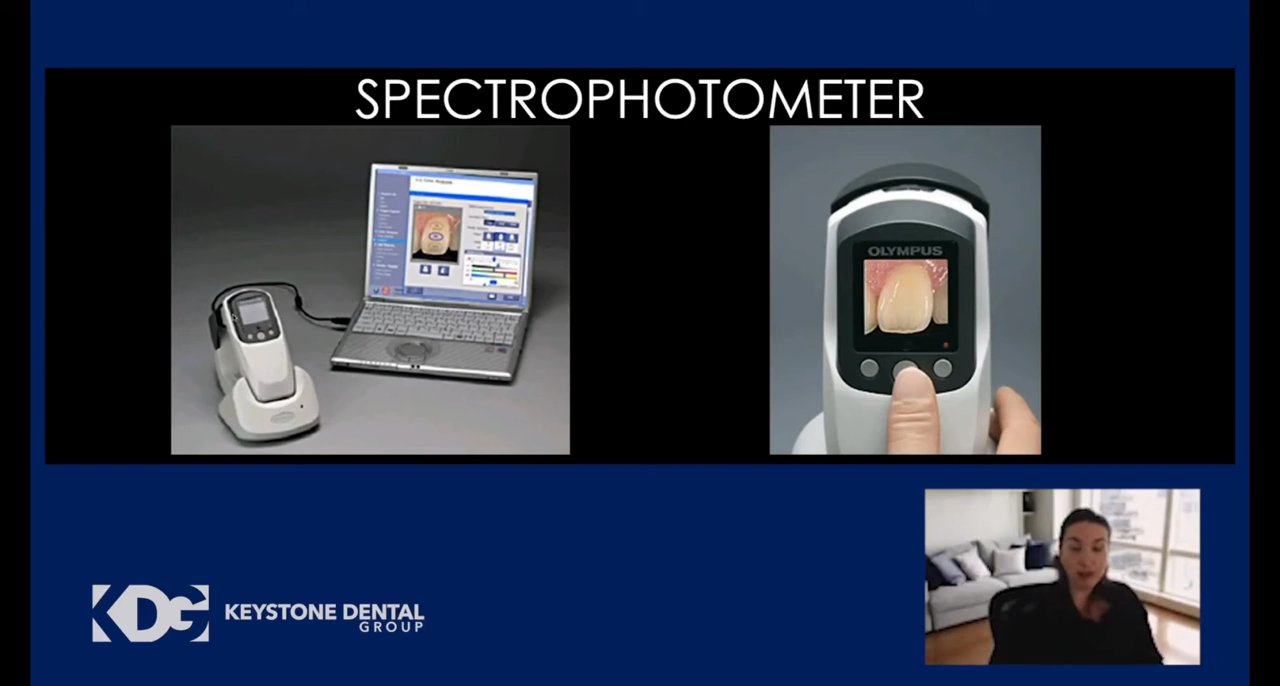 SPECTROPHOTOMETER
OLYMPUS
KDG
KEYSTONE DENTAL
GROUP